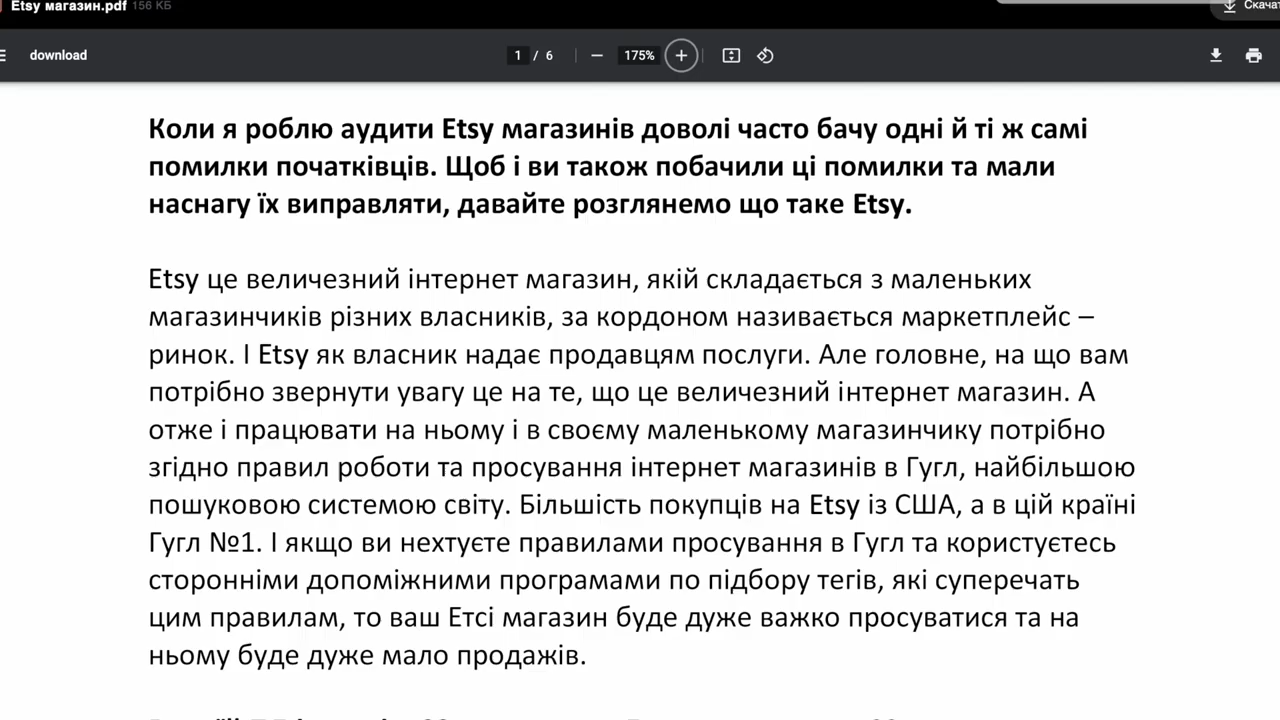 Etsy магазин.pdf 156 КБ
Скачат
download
1 / 6
175%
Коли я роблю аудити Etsy магазинів доволі часто бачу одні й ті ж самі
помилки початківців. Щоб і ви також побачили ці помилки та мали
наснагу їх виправляти, давайте розглянемо що таке Etsy.
Etsy це величезний інтернет магазин, якій складається з маленьких
магазинчиків різних власників, за кордоном називається маркетплейс –
ринок. І Etsy як власник надає продавцям послуги. Але головне, на що вам
потрібно звернути увагу це на те, що це величезний інтернет магазин. А
отже і працювати на ньому і в своєму маленькому магазинчику потрібно
згідно правил роботи та просування інтернет магазинів в Гугл, найбільшою
пошуковою системою світу. Більшість покупців на Etsy із США, а в цій країні
Гугл №1. І якщо ви нехтуєте правилами просування в Гугл та користуєтесь
сторонніми допоміжними програмами по підбору тегів, які суперечать
цим правилам, то ваш Етсі магазин буде дуже важко просуватися та на
ньому буде дуже мало продажів.